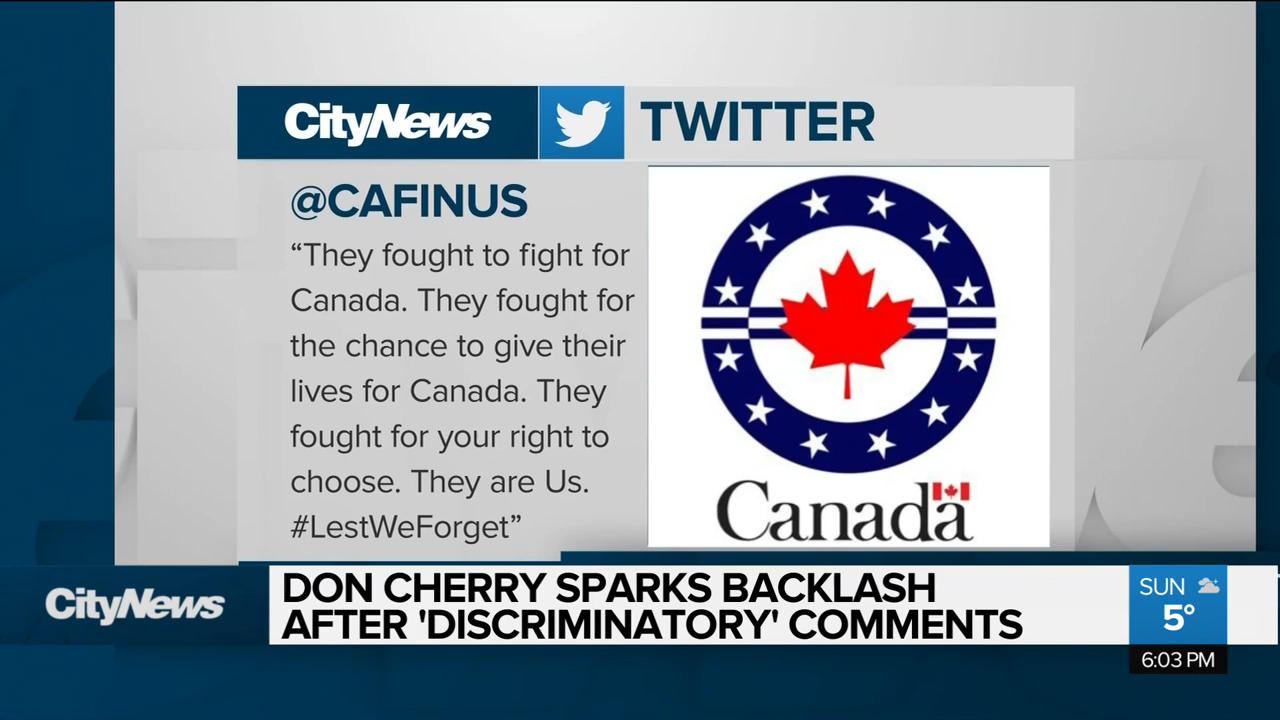 CityNews
TWITTER
@CAFINUS
“They fought to fight for
Canada. They fought for
the chance to give their
lives for Canada. They
fought for your right to
choose. They are Us.
#LestWeForget”
Canada
CityNews
DON CHERRY SPARKS BACKLASH
AFTER 'DISCRIMINATORY' COMMENTS
SUN
5°
6:03 PM